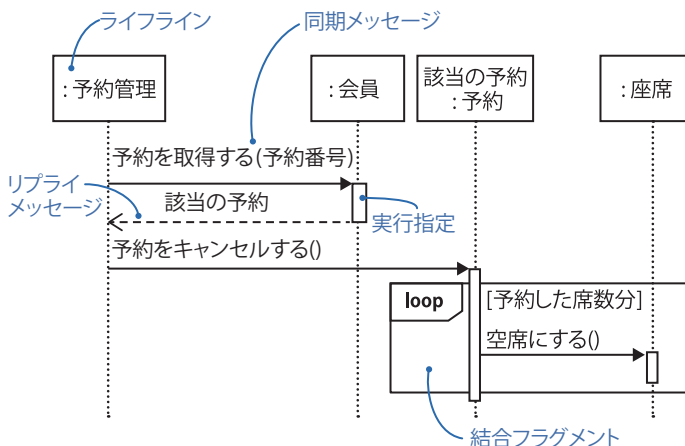 ライフライン
同期メッセージ
: 予約管理
: 会員
該当の予約
: 予約
: 座席
予約を取得する(予約番号)
リプライ
メッセージ
該当の予約
実行指定
予約をキャンセルする()
loop
[予約した席数分]
空席にする()
結合フラグメント